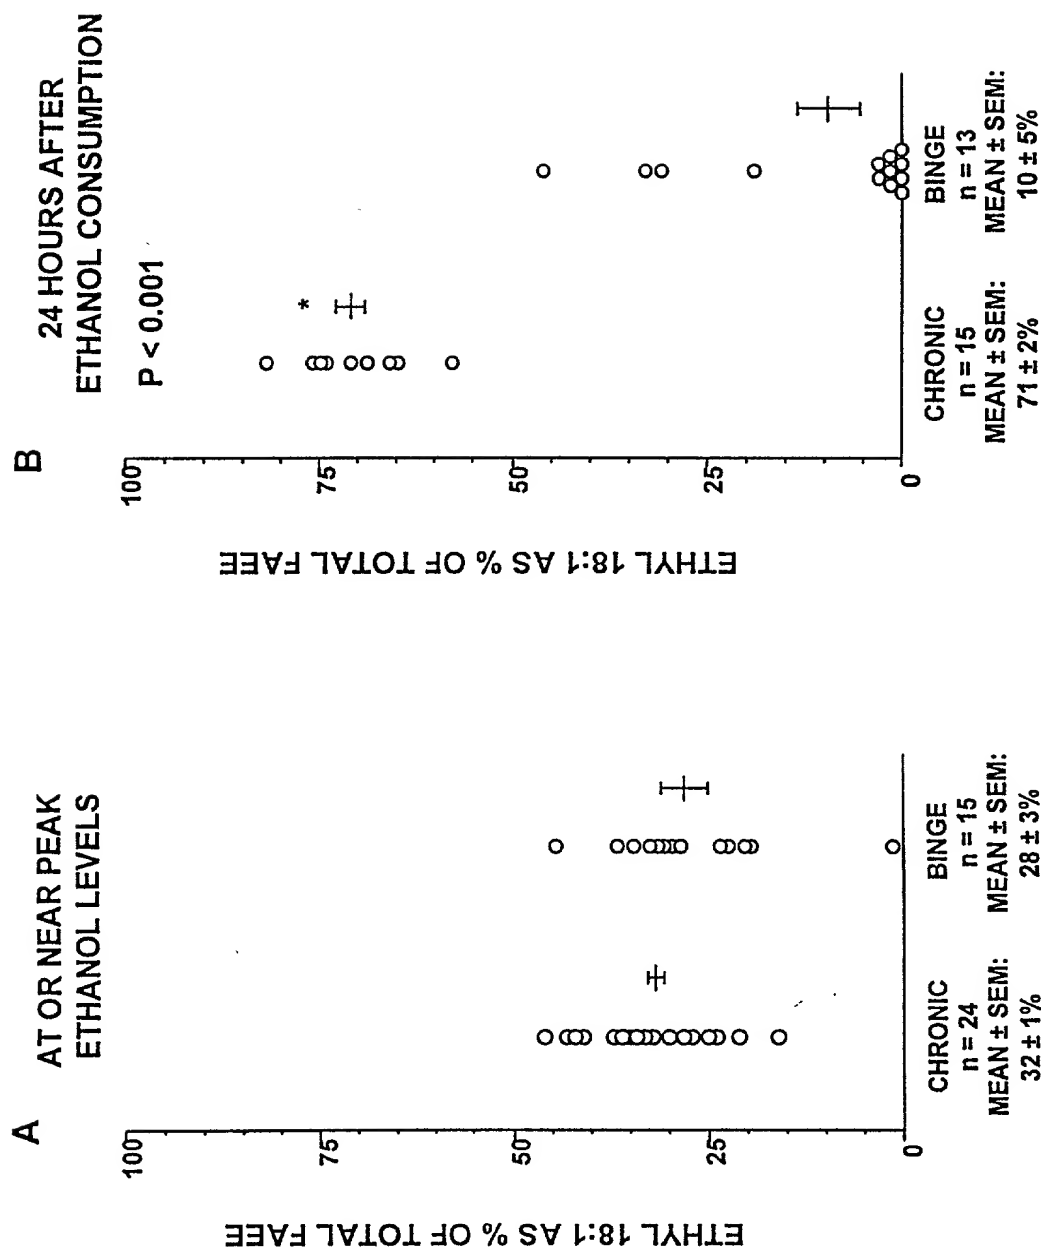 A
AT OR NEAR PEAK
ETHANOL LEVELS
ETHYL 18:1 AS % OF TOTAL FAEE
100
75
50
25
0
CHRONIC
n = 24
MEAN ± SEM:
32 ± 1%
BINGE
n = 15
MEAN ± SEM:
28 ± 3%
B
24 HOURS AFTER
ETHANOL CONSUMPTION
P < 0.001
*
ETHYL 18:1 AS % OF TOTAL FAEE
100
75
50
25
0
CHRONIC
n = 15
MEAN ± SEM:
71 ± 2%
BINGE
n = 13
MEAN ± SEM:
10 ± 5%